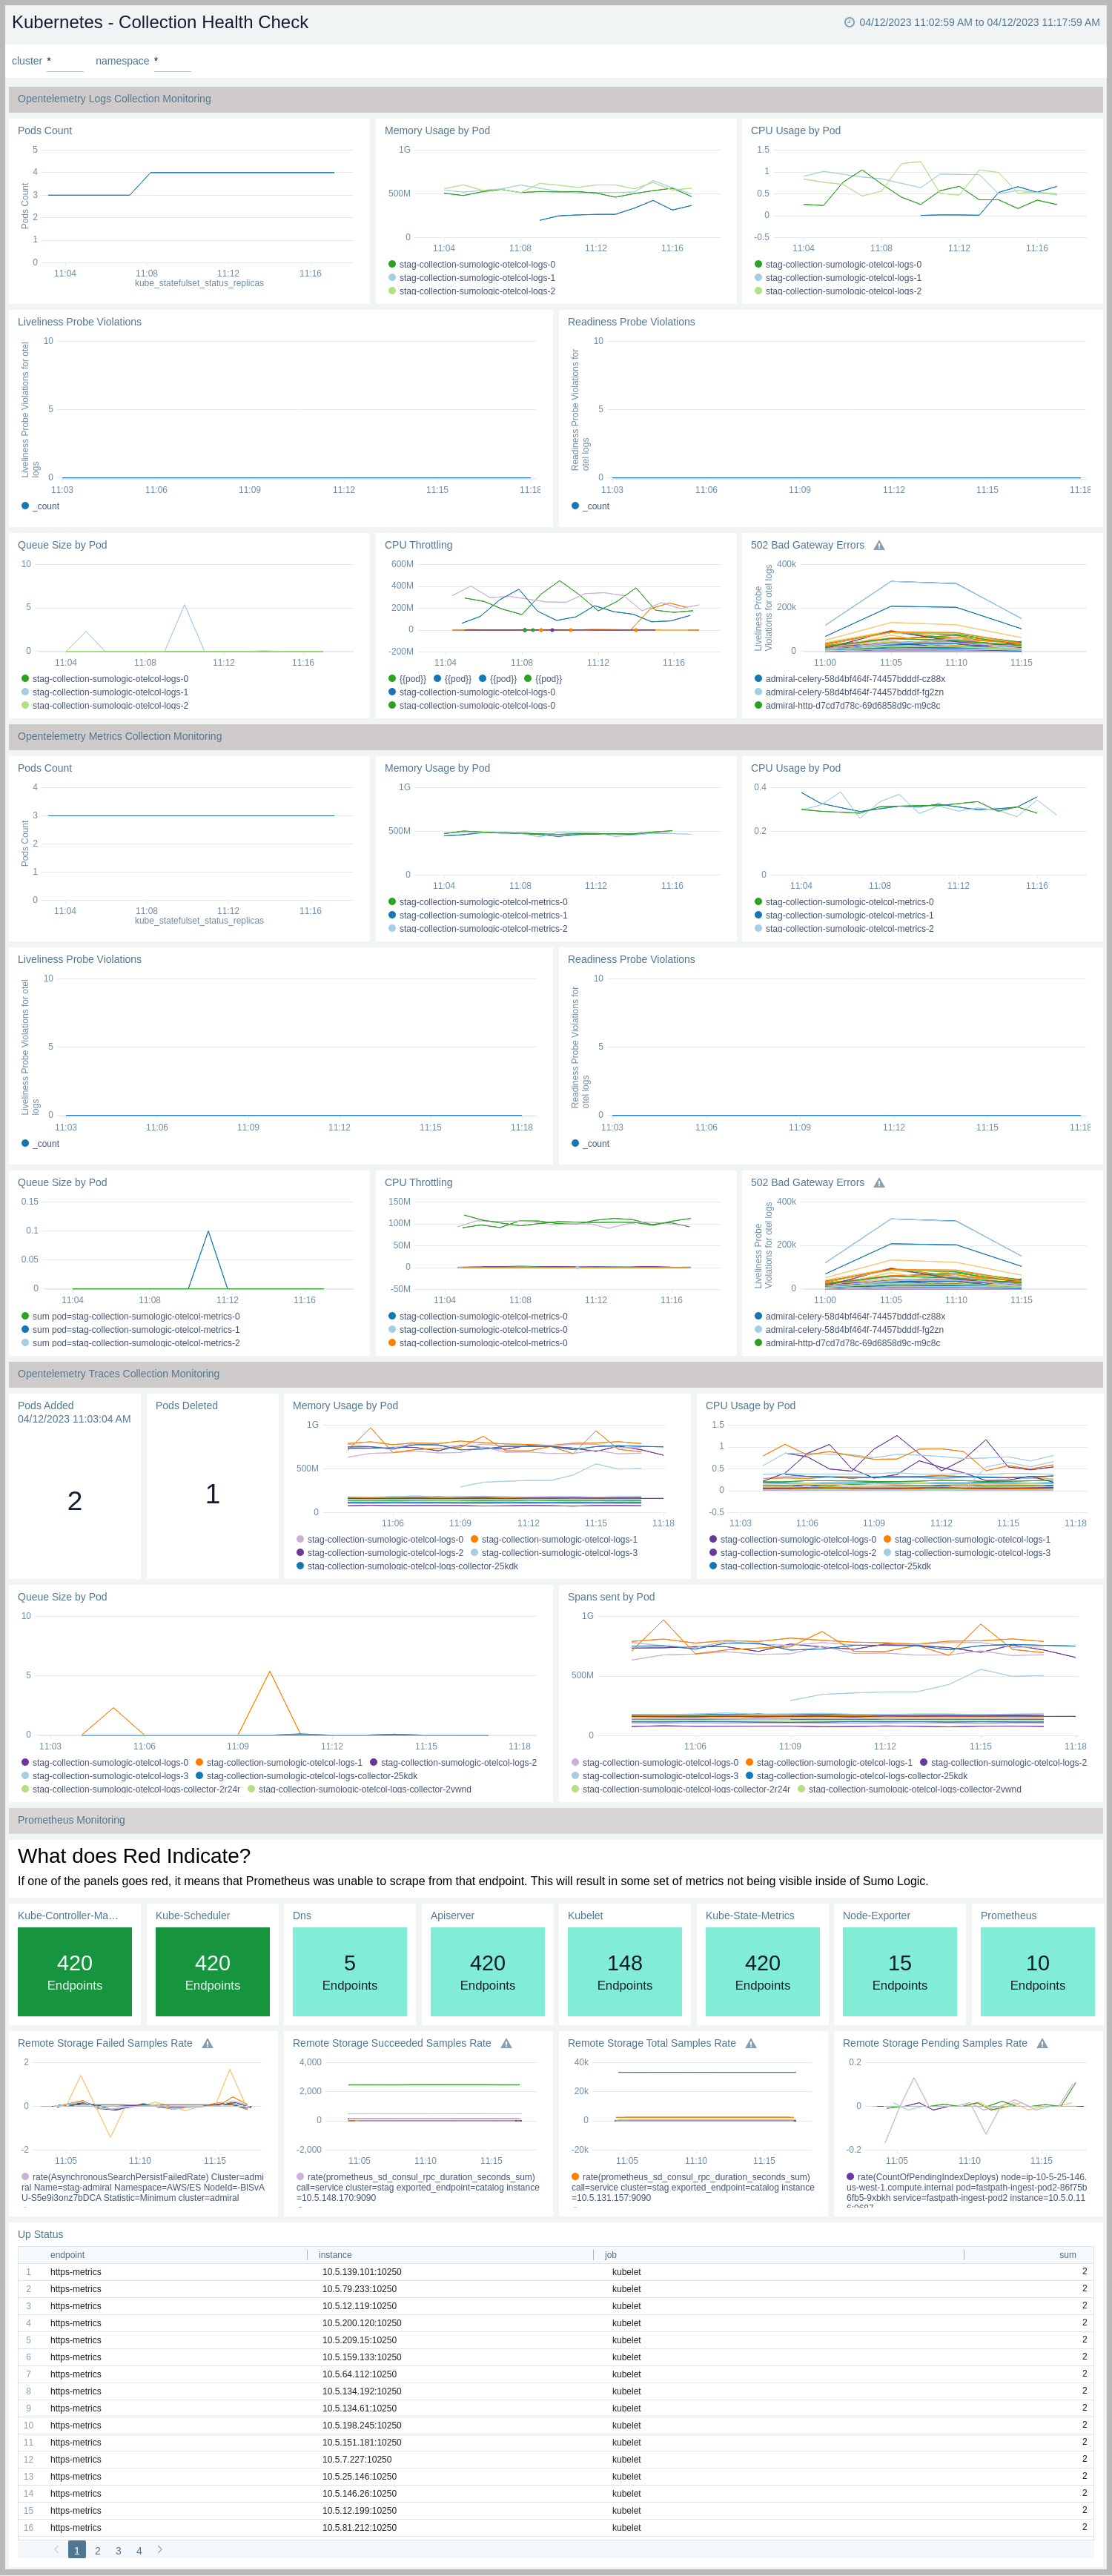 Kubernetes - Collection Health Check
04/12/2023 11:02:59 AM to 04/12/2023 11:17:59 AM
cluster * namespace *
Opentelemetry Logs Collection Monitoring
Pods Count
5
4
3
2
1
0
Pods Count
11:04 11:08 11:12 11:16
kube_statefulset_status_replicas
Memory Usage by Pod
1G
500M
0
11:04 11:08 11:12 11:16
stag-collection-sumologic-otelcol-logs-0
stag-collection-sumologic-otelcol-logs-1
stag-collection-sumologic-otelcol-logs-2
CPU Usage by Pod
1.5
1
0.5
0
-0.5
11:04 11:08 11:12 11:16
stag-collection-sumologic-otelcol-logs-0
stag-collection-sumologic-otelcol-logs-1
stag-collection-sumologic-otelcol-logs-2
Liveliness Probe Violations
10
5
0
Liveliness Probe Violations for otel
logs
11:03 11:06 11:09 11:12 11:15 11:18
_count
Readiness Probe Violations
10
5
0
Readiness Probe Violations for
otel logs
11:03 11:06 11:09 11:12 11:15 11:18
_count
Queue Size by Pod
10
5
0
11:04 11:08 11:12 11:16
stag-collection-sumologic-otelcol-logs-0
stag-collection-sumologic-otelcol-logs-1
stag-collection-sumologic-otelcol-logs-2
CPU Throttling
600M
400M
200M
0
-200M
11:04 11:08 11:12 11:16
{{pod}} {{pod}} {{pod}} {{pod}}
stag-collection-sumologic-otelcol-logs-0
stag-collection-sumologic-otelcol-logs-0
502 Bad Gateway Errors
400k
200k
0
Liveliness Probe
Violations for otel logs
11:00 11:05 11:10 11:15
admiral-celery-58d4bf464f-74457bdddf-cz88x
admiral-celery-58d4bf464f-74457bdddf-fg2zn
admiral-http-d7cd7d78c-69d6858d9c-m9c8c
Opentelemetry Metrics Collection Monitoring
Pods Count
4
3
2
1
0
Pods Count
11:04 11:08 11:12 11:16
kube_statefulset_status_replicas
Memory Usage by Pod
1G
500M
0
11:04 11:08 11:12 11:16
stag-collection-sumologic-otelcol-metrics-0
stag-collection-sumologic-otelcol-metrics-1
stag-collection-sumologic-otelcol-metrics-2
CPU Usage by Pod
0.4
0.2
0
11:04 11:08 11:12 11:16
stag-collection-sumologic-otelcol-metrics-0
stag-collection-sumologic-otelcol-metrics-1
stag-collection-sumologic-otelcol-metrics-2
Liveliness Probe Violations
10
5
0
Liveliness Probe Violations for otel
logs
11:03 11:06 11:09 11:12 11:15 11:18
_count
Readiness Probe Violations
10
5
0
Readiness Probe Violations for
otel logs
11:03 11:06 11:09 11:12 11:15 11:18
_count
Queue Size by Pod
0.15
0.1
0.05
0
11:04 11:08 11:12 11:16
sum pod=stag-collection-sumologic-otelcol-metrics-0
sum pod=stag-collection-sumologic-otelcol-metrics-1
sum pod=stag-collection-sumologic-otelcol-metrics-2
CPU Throttling
150M
100M
50M
0
-50M
11:04 11:08 11:12 11:16
stag-collection-sumologic-otelcol-metrics-0
stag-collection-sumologic-otelcol-metrics-0
stag-collection-sumologic-otelcol-metrics-0
502 Bad Gateway Errors
400k
200k
0
Liveliness Probe
Violations for otel logs
11:00 11:05 11:10 11:15
admiral-celery-58d4bf464f-74457bdddf-cz88x
admiral-celery-58d4bf464f-74457bdddf-fg2zn
admiral-http-d7cd7d78c-69d6858d9c-m9c8c
Opentelemetry Traces Collection Monitoring
Pods Added
04/12/2023 11:03:04 AM
2
Pods Deleted
1
Memory Usage by Pod
1G
500M
0
11:06 11:09 11:12 11:15 11:18
stag-collection-sumologic-otelcol-logs-0 stag-collection-sumologic-otelcol-logs-1
stag-collection-sumologic-otelcol-logs-2 stag-collection-sumologic-otelcol-logs-3
stag-collection-sumologic-otelcol-logs-collector-25kdk
CPU Usage by Pod
1.5
1
0.5
0
-0.5
11:03 11:06 11:09 11:12 11:15 11:18
stag-collection-sumologic-otelcol-logs-0 stag-collection-sumologic-otelcol-logs-1
stag-collection-sumologic-otelcol-logs-2 stag-collection-sumologic-otelcol-logs-3
stag-collection-sumologic-otelcol-logs-collector-25kdk
Queue Size by Pod
10
5
0
11:03 11:06 11:09 11:12 11:15 11:18
stag-collection-sumologic-otelcol-logs-0 stag-collection-sumologic-otelcol-logs-1 stag-collection-sumologic-otelcol-logs-2
stag-collection-sumologic-otelcol-logs-3 stag-collection-sumologic-otelcol-logs-collector-25kdk
stag-collection-sumologic-otelcol-logs-collector-2r24r stag-collection-sumologic-otelcol-logs-collector-2vwnd
Spans sent by Pod
1G
500M
0
11:06 11:09 11:12 11:15 11:18
stag-collection-sumologic-otelcol-logs-0 stag-collection-sumologic-otelcol-logs-1 stag-collection-sumologic-otelcol-logs-2
stag-collection-sumologic-otelcol-logs-3 stag-collection-sumologic-otelcol-logs-collector-25kdk
stag-collection-sumologic-otelcol-logs-collector-2r24r stag-collection-sumologic-otelcol-logs-collector-2vwnd
Prometheus Monitoring
What does Red Indicate?
If one of the panels goes red, it means that Prometheus was unable to scrape from that endpoint. This will result in some set of metrics not being visible inside of Sumo Logic.
Kube-Controller-Ma…
420
Endpoints
Kube-Scheduler
420
Endpoints
Dns
5
Endpoints
Apiserver
420
Endpoints
Kubelet
148
Endpoints
Kube-State-Metrics
420
Endpoints
Node-Exporter
15
Endpoints
Prometheus
10
Endpoints
Remote Storage Failed Samples Rate
2
0
-2
11:05 11:10 11:15
rate(AsynchronousSearchPersistFailedRate) Cluster=admi
ral Name=stag-admiral Namespace=AWS/ES NodeId=-BlSvA
U-S5e9i3onz7bDCA Statistic=Minimum cluster=admiral
Remote Storage Succeeded Samples Rate
4,000
2,000
0
-2,000
11:05 11:10 11:15
rate(prometheus_sd_consul_rpc_duration_seconds_sum)
call=service cluster=stag exported_endpoint=catalog instance
=10.5.148.170:9090
Remote Storage Total Samples Rate
40k
20k
0
-20k
11:05 11:10 11:15
rate(prometheus_sd_consul_rpc_duration_seconds_sum)
call=service cluster=stag exported_endpoint=catalog instance
=10.5.131.157:9090
Remote Storage Pending Samples Rate
0.2
0
-0.2
11:05 11:10 11:15
rate(CountOfPendingIndexDeploys) node=ip-10-5-25-146.
us-west-1.compute.internal pod=fastpath-ingest-pod2-86f75b
6fb5-9xbkh service=fastpath-ingest-pod2 instance=10.5.0.11
Up Status
endpoint instance job sum
1 https-metrics 10.5.139.101:10250 kubelet 2
2 https-metrics 10.5.79.233:10250 kubelet 2
3 https-metrics 10.5.12.119:10250 kubelet 2
4 https-metrics 10.5.200.120:10250 kubelet 2
5 https-metrics 10.5.209.15:10250 kubelet 2
6 https-metrics 10.5.159.133:10250 kubelet 2
7 https-metrics 10.5.64.112:10250 kubelet 2
8 https-metrics 10.5.134.192:10250 kubelet 2
9 https-metrics 10.5.134.61:10250 kubelet 2
10 https-metrics 10.5.198.245:10250 kubelet 2
11 https-metrics 10.5.151.181:10250 kubelet 2
12 https-metrics 10.5.7.227:10250 kubelet 2
13 https-metrics 10.5.25.146:10250 kubelet 2
14 https-metrics 10.5.146.26:10250 kubelet 2
15 https-metrics 10.5.12.199:10250 kubelet 2
16 https-metrics 10.5.81.212:10250 kubelet 2
1 2 3 4